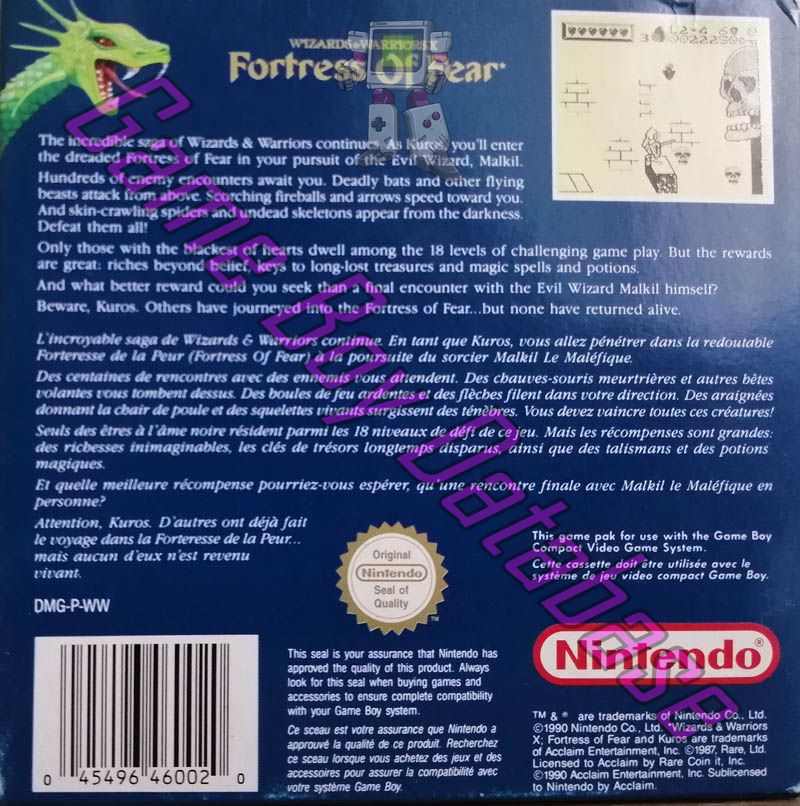 WIZARDS & WARRIORS X
Fortress Of Fear
The incredible saga of Wizards & Warriors continues. As Kuros, you'll enter
the dreaded Fortress of Fear in your pursuit of the Evil Wizard, Malkil.
Hundreds of enemy encounters await you. Deadly bats and other flying
beasts attack from above. Scorching fireballs and arrows speed toward you.
And skin-crawling spiders and undead skeletons appear from the darkness.
Defeat them all!
Only those with the blackest of hearts dwell among the 18 levels of challenging game play. But the rewards
are great: riches beyond belief, keys to long-lost treasures and magic spells and potions.
And what better reward could you seek than a final encounter with the Evil Wizard Malkil himself?
Beware, Kuros. Others have journeyed into the Fortress of Fear...but none have returned alive.
L'incroyable saga de Wizards & Warriors continue. En tant que Kuros, vous allez pénétrer dans la redoutable
Forteresse de la Peur (Fortress Of Fear) à la poursuite du sorcier Malkil Le Maléfique.
Des centaines de rencontres avec des ennemis vous attendent. Des chauves-souris meurtrières et autres bêtes
volantes vous tombent dessus. Des boules de feu ardentes et des flèches filent dans votre direction. Des araignées
donnant la chair de poule et des squelettes vivants surgissent des ténèbres. Vous devez vaincre toutes ces créatures!
Seuls des êtres à l'âme noire résident parmi les 18 niveaux de défi de ce jeu. Mais les récompenses sont grandes:
des richesses inimaginables, les clés de trésors longtemps disparus, ainsi que des talismans et des potions
magiques.
Et quelle meilleure récompense pourriez-vous espérer, qu'une rencontre finale avec Malkil le Maléfique en
personne?
Attention, Kuros. D'autres ont déjà fait
le voyage dans la Forteresse de la Peur...
mais aucun d'eux n'est revenu
vivant.
DMG-P-WW
Original
Nintendo
Seal of
Quality
TM
This game pak for use with the Game Boy
Compact Video Game System.
Cette cassette doit être utilisée avec le
système de jeu video compact Game Boy.
0 45496 46002 0
This seal is your assurance that Nintendo has
approved the quality of this product. Always
look for this seal when buying games and
accessories to ensure complete compatibility
with your Game Boy system.
Ce sceau est votre assurance que Nintendo a
approuvé la qualité de ce produit. Recherchez
ce sceau lorsque vous achetez des jeux et des
accessoires pour assurer la compatibilité avec
votre système Game Boy.
Nintendo®
TM & ® are trademarks of Nintendo Co., Ltd.
©1990 Nintendo Co., Ltd. *Wizards & Warriors
X; Fortress of Fear and Kuros are trademarks
of Acclaim Entertainment, Inc. ©1987, Rare, Ltd.
Licensed to Acclaim by Rare Coin it, Inc.
©1990 Acclaim Entertainment, Inc. Sublicensed
to Nintendo by Acclaim.
Game Boy Database